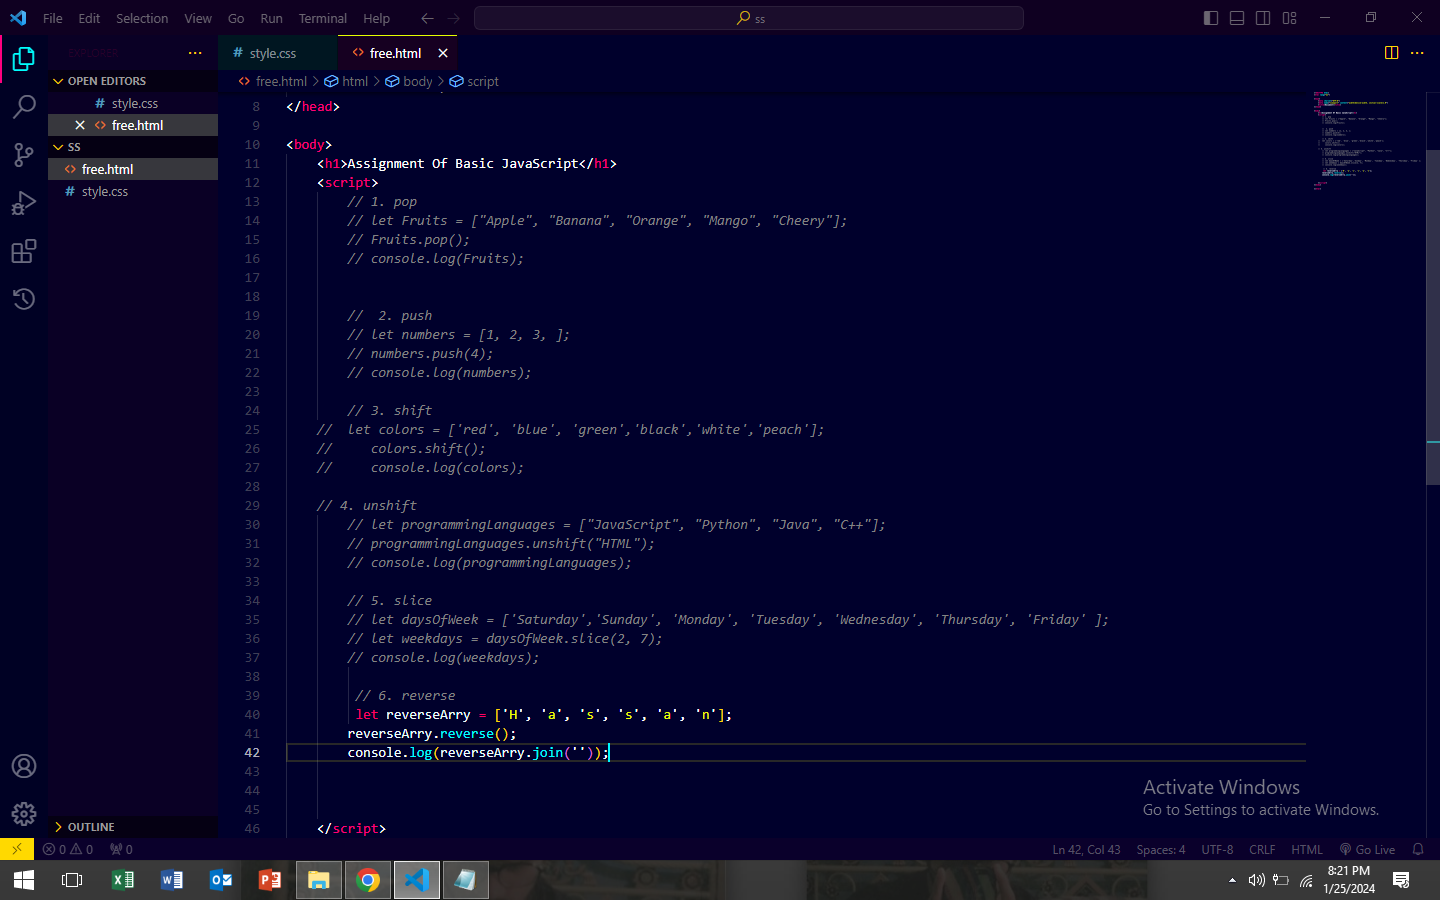 File Edit Selection View Go Run Terminal Help
ss
# style.css
<> free.html
free.html > html > body > script
OPEN EDITORS
# style.css
<> free.html
SS
<> free.html
# style.css
OUTLINE
8 </head>
9
10 <body>
11 <h1>Assignment Of Basic JavaScript</h1>
12 <script>
13 // 1. pop
14 // let Fruits = ["Apple", "Banana", "Orange", "Mango", "Cheery"];
15 // Fruits.pop();
16 // console.log(Fruits);
17
18
19 //  2. push
20 // let numbers = [1, 2, 3, ];
21 // numbers.push(4);
22 // console.log(numbers);
23
24 // 3. shift
25 //  let colors = ['red', 'blue', 'green','black','white','peach'];
26 //     colors.shift();
27 //     console.log(colors);
28
29 // 4. unshift
30 // let programmingLanguages = ["JavaScript", "Python", "Java", "C++"];
31 // programmingLanguages.unshift("HTML");
32 // console.log(programmingLanguages);
33
34 // 5. slice
35 // let daysOfWeek = ['Saturday','Sunday', 'Monday', 'Tuesday', 'Wednesday', 'Thursday', 'Friday' ];
36 // let weekdays = daysOfWeek.slice(2, 7);
37 // console.log(weekdays);
38
39 // 6. reverse
40 let reverseArry = ['H', 'a', 's', 's', 'a', 'n'];
41 reverseArry.reverse();
42 console.log(reverseArry.join(''));
43
44
45
46 </script>
Activate Windows
Go to Settings to activate Windows.
0 0 0
Ln 42, Col 43 Spaces: 4 UTF-8 CRLF HTML Go Live
8:21 PM
1/25/2024